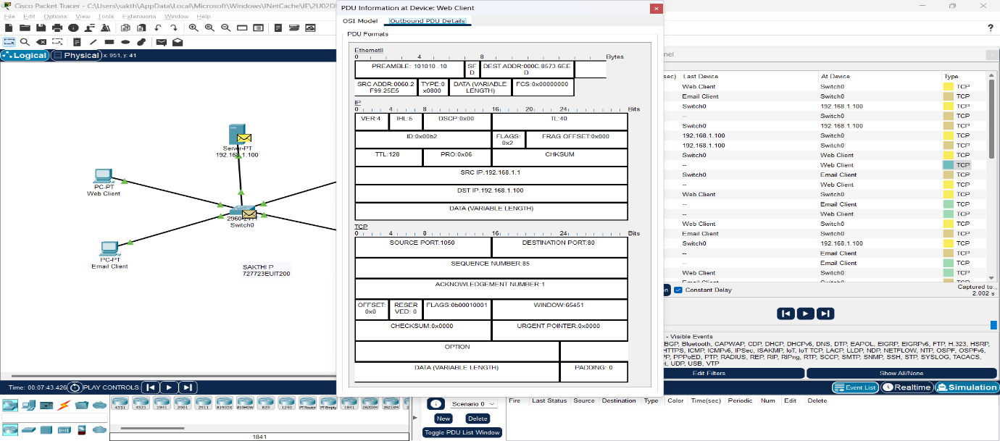 Cisco Packet Tracer - C:\Users\sakth\AppData\Local\Microsoft\Windows\INetCache\IE\2U02D
File Edit Options View Tools Extensions Window Help
Logical Physical x: 951, y: 41
Server-PT
192.168.1.100
PC-PT
Web Client
Switch0
PC-PT
Email Client
SAKTHI P
727723EUIT200
Time: 00:07:43.426 PLAY CONTROLS:
4331 4321 1941 2901 2911 819IOX 819HGW 829 1240 PT-Router PT-Empty 1841 2620XM 2621XM
1841
PDU Information at Device: Web Client
OSI Model Outbound PDU Details
PDU Formats
EthernetII
0 4 8 Bytes
PREAMBLE: 101010..10 SF
D DEST ADDR:000C.8573.6EE
D
SRC ADDR:0060.2
F99.25E5 TYPE:0
x0800 DATA (VARIABLE
LENGTH) FCS:0x00000000
IP
0 4 8 16 20 24 Bits
VER:4 IHL:5 DSCP:0x00 TL:40
ID:0x00b2 FLAGS:
0x2 FRAG OFFSET:0x000
TTL:128 PRO:0x06 CHKSUM
SRC IP:192.168.1.1
DST IP:192.168.1.100
DATA (VARIABLE LENGTH)
TCP
0 4 8 16 24 Bits
SOURCE PORT:1050 DESTINATION PORT:80
SEQUENCE NUMBER:85
ACKNOWLEDGEMENT NUMBER:1
OFFSET:
0x0 RESER
VED: 0 FLAGS:0b00010001 WINDOW:65451
CHECKSUM:0x0000 URGENT POINTER:0x0000
OPTION
DATA (VARIABLE LENGTH) PADDING: 0
nel
sec) Last Device At Device Type
Web Client Switch0 TCP
Email Client Switch0 TCP
Switch0 192.168.1.100 TCP
-- Switch0 TCP
Switch0 192.168.1.100 TCP
192.168.1.100 Switch0 TCP
192.168.1.100 Switch0 TCP
Switch0 Web Client TCP
-- Web Client TCP
Switch0 Email Client TCP
-- Web Client TCP
Web Client Switch0 TCP
-- Email Client TCP
-- Web Client TCP
Web Client Switch0 TCP
Email Client Switch0 TCP
Switch0 192.168.1.100 TCP
-- Email Client TCP
-- Email Client TCP
Web Client Switch0 TCP
Email Client Switch0 TCP
Constant Delay
Captured to:
2.002 s
- Visible Events
BGP, Bluetooth, CAPWAP, CDP, DHCP, DHCPv6, DNS, DTP, EAPOL, EIGRP, EIGRPv6, FTP, H.323, HSRP,
HTTPS, ICMP, ICMPv6, IPSec, ISAKMP, IoT, IoT TCP, LACP, LLDP, NDP, NETFLOW, NTP, OSPF, OSPFv6,
PP, PPPoED, PTP, RADIUS, REP, RIP, RIPng, RTP, SCCP, SMTP, SNMP, SSH, STP, SYSLOG, TACACS,
et, UDP, USB, VTP
Edit Filters Show All/None
Event List Realtime Simulation
Scenario 0
New Delete
Toggle PDU List Window
Fire Last Status Source Destination Type Color Time(sec) Periodic Num Edit Delete